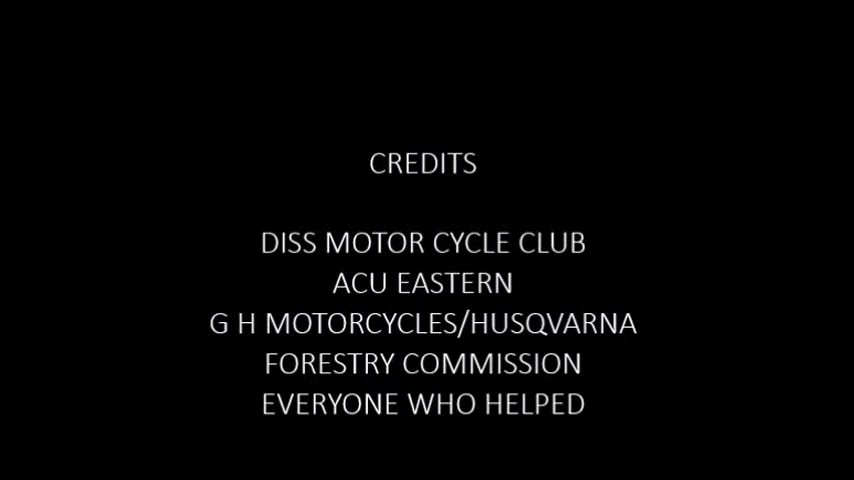 CREDITS
DISS MOTOR CYCLE CLUB
ACU EASTERN
G H MOTORCYCLES/HUSQVARNA
FORESTRY COMMISSION
EVERYONE WHO HELPED